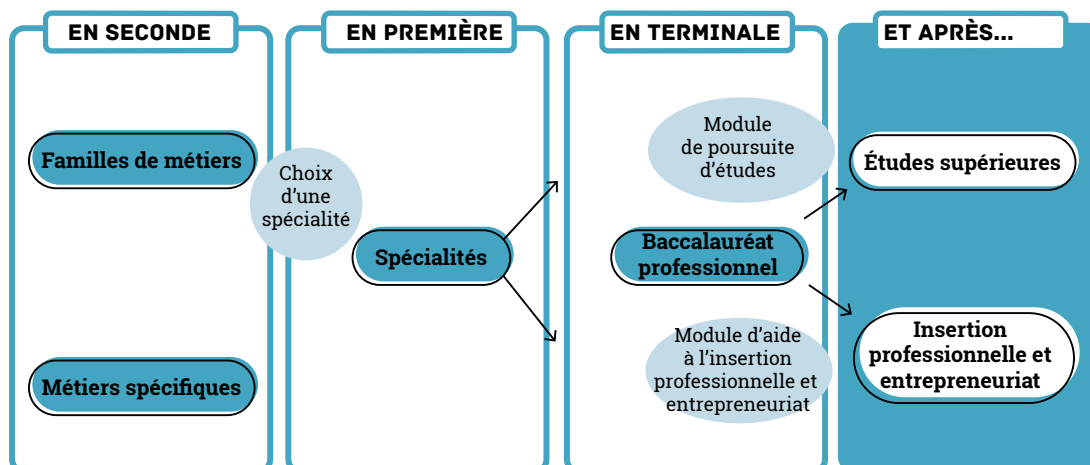 EN SECONDE
Familles de métiers
Métiers spécifiques
Choix
d'une
spécialité
EN PREMIÈRE
Spécialités
EN TERMINALE
Module
de poursuite
d'études
Baccalauréat
professionnel
Module d'aide
à l'insertion
professionnelle et
entrepreneuriat
ET APRÈS...
Études supérieures
Insertion
professionnelle et
entrepreneuriat